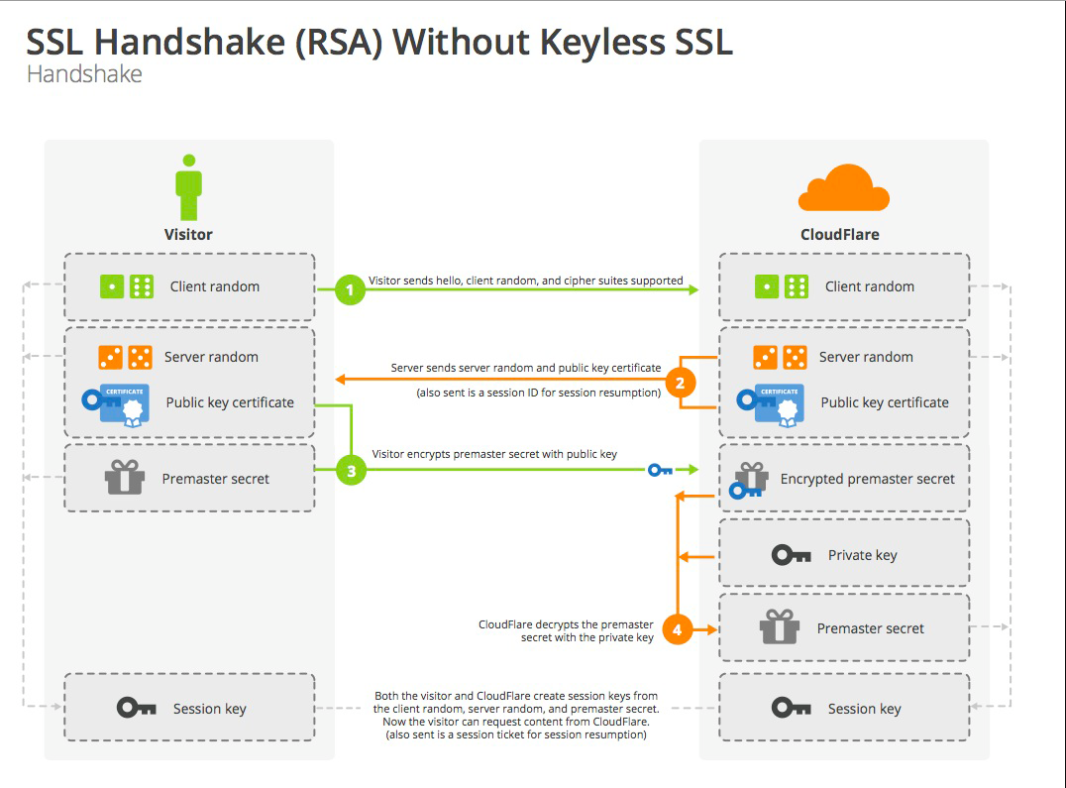 SSL Handshake (RSA) Without Keyless SSL
Handshake
Visitor
CloudFlare
Client random
1
Visitor sends hello, client random, and cipher suites supported
Client random
Server random
CERTIFICATE
Public key certificate
Server sends server random and public key certificate
(also sent is a session ID for session resumption)
2
Server random
CERTIFICATE
Public key certificate
Premaster secret
3
Visitor encrypts premaster secret with public key
Encrypted premaster secret
Private key
CloudFlare decrypts the premaster
secret with the private key
4
Premaster secret
Session key
Both the visitor and CloudFlare create session keys from
the client random, server random, and premaster secret.
Now the visitor can request content from CloudFlare.
(also sent is a session ticket for session resumption)
Session key